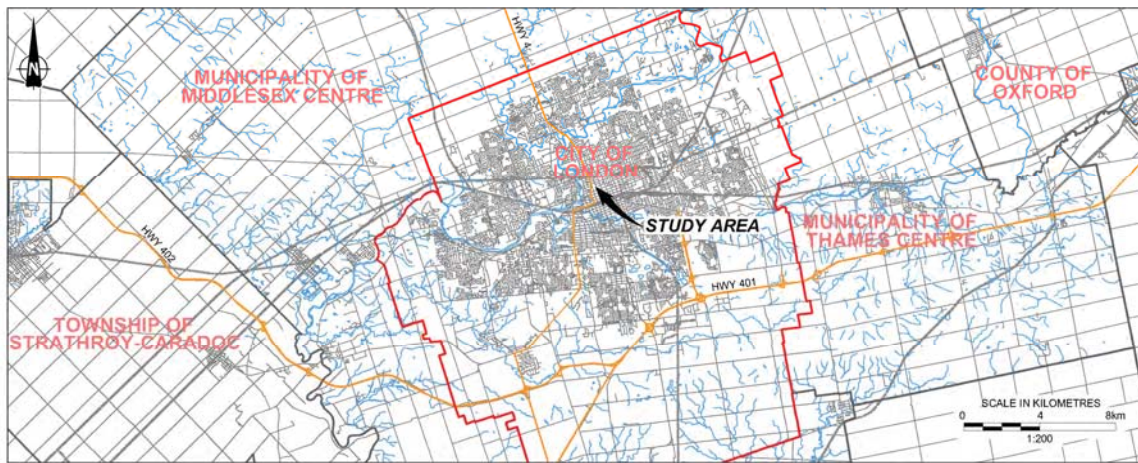 HWY 4
N
MUNICIPALITY OF
MIDDLESEX CENTRE
COUNTY OF
OXFORD
CITY OF
LONDON
STUDY AREA
MUNICIPALITY OF
THAMES CENTRE
HWY 402
HWY 401
TOWNSHIP OF
STRATHROY-CARADOC
SCALE IN KILOMETRES
0 4 8km
1:200